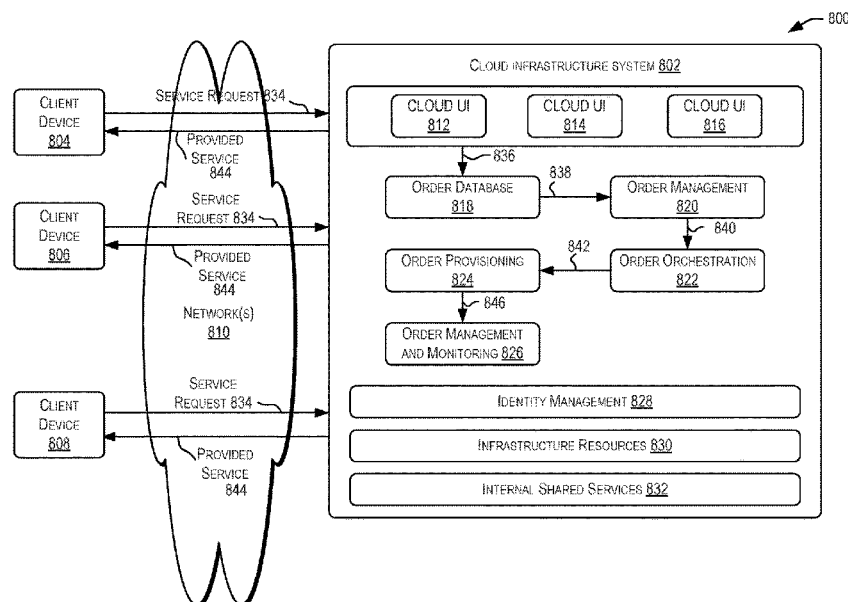 800
CLOUD INFRASTRUCTURE SYSTEM 802
CLOUD UI
812
CLOUD UI
814
CLOUD UI
816
836
ORDER DATABASE
818
838
ORDER MANAGEMENT
820
840
ORDER ORCHESTRATION
822
842
ORDER PROVISIONING
824
846
ORDER MANAGEMENT
AND MONITORING 826
IDENTITY MANAGEMENT 828
INFRASTRUCTURE RESOURCES 830
INTERNAL SHARED SERVICES 832
CLIENT
DEVICE
804
SERVICE REQUEST 834
PROVIDED
SERVICE
844
CLIENT
DEVICE
806
SERVICE
REQUEST 834
PROVIDED
SERVICE
844
NETWORK(S)
810
CLIENT
DEVICE
808
SERVICE
REQUEST 834
PROVIDED
SERVICE
844